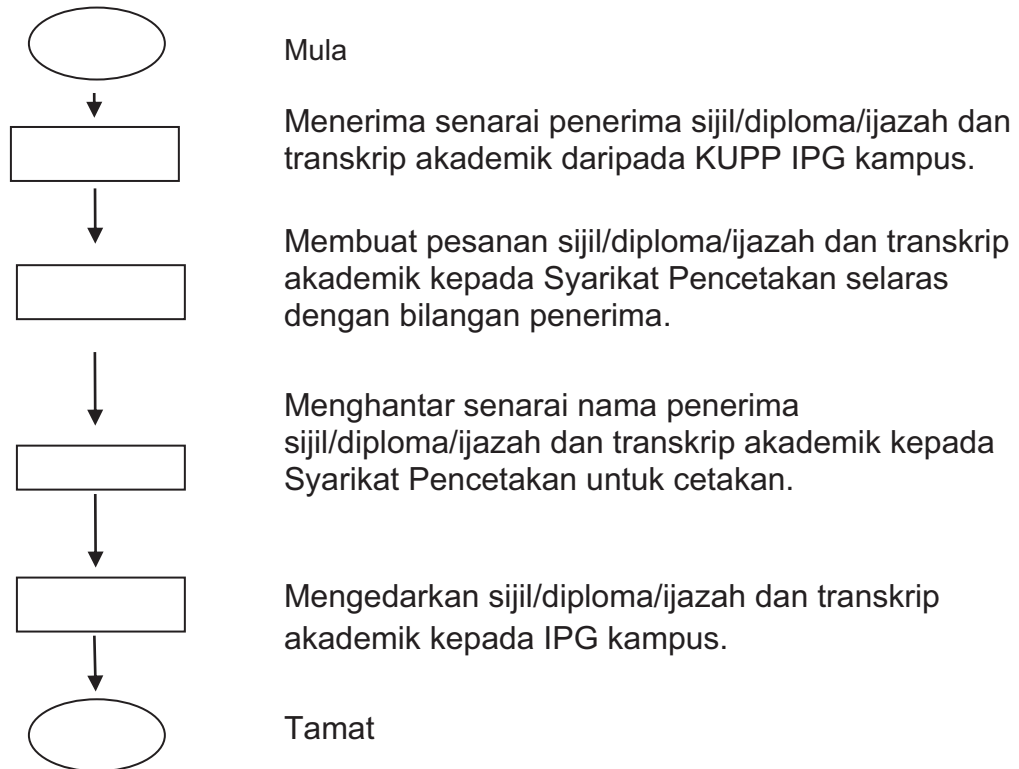 Mula
Menerima senarai penerima sijil/diploma/ijazah dan
transkrip akademik daripada KUPP IPG kampus.
Membuat pesanan sijil/diploma/ijazah dan transkrip
akademik kepada Syarikat Pencetakan selaras
dengan bilangan penerima.
Menghantar senarai nama penerima
sijil/diploma/ijazah dan transkrip akademik kepada
Syarikat Pencetakan untuk cetakan.
Mengedarkan sijil/diploma/ijazah dan transkrip
akademik kepada IPG kampus.
Tamat